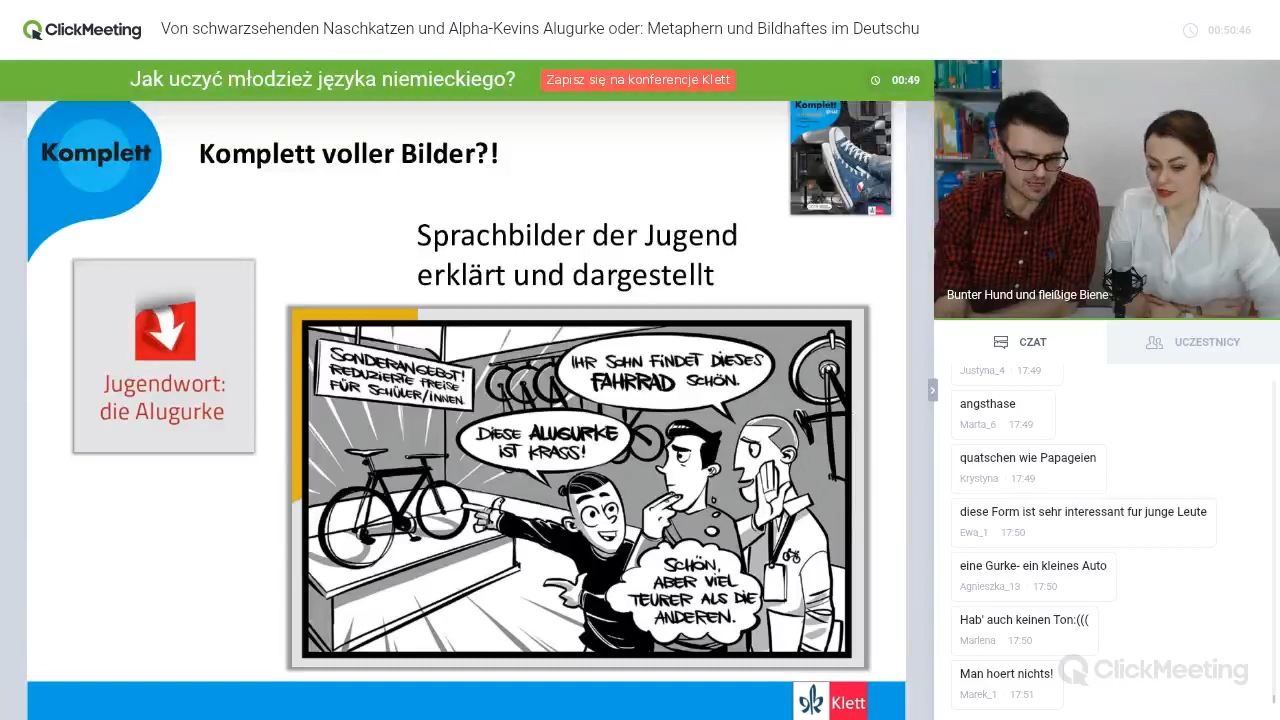 ClickMeeting
Von schwarzsehenden Naschkatzen und Alpha-Kevins Alugurke oder: Metaphern und Bildhaftes im Deutschu
00:50:46
Jak uczyć młodzież języka niemieckiego?
Zapisz się na konferencje Klett
00:49
Komplett
Komplett voller Bilder?!
Komplett
Sprachbilder der Jugend
erklärt und dargestellt
Jugendwort:
die Alugurke
SONDERANGEBOT!
REDUZIERTE PREISE
FÜR SCHÜLER/INNEN.
IHR SOHN FINDET DIESES
FAHRRAD SCHÖN.
DIESE ALUGURKE
IST KRASS!
SCHÖN,
ABER VIEL
TEURER ALS DIE
ANDEREN.
Klett
Bunter Hund und fleißige Biene
CZAT
UCZESTNICY
Justyna_4 · 17:49
angsthase
Marta_6 17:49
quatschen wie Papageien
Krystyna · 17:49
diese Form ist sehr interessant fur junge Leute
Ewa_1 17:50
eine Gurke- ein kleines Auto
Agnieszka_13 · 17:50
Hab' auch keinen Ton:(((
Marlena 17:50
Man hoert nichts!
Marek_1 17:51
ClickMeeting